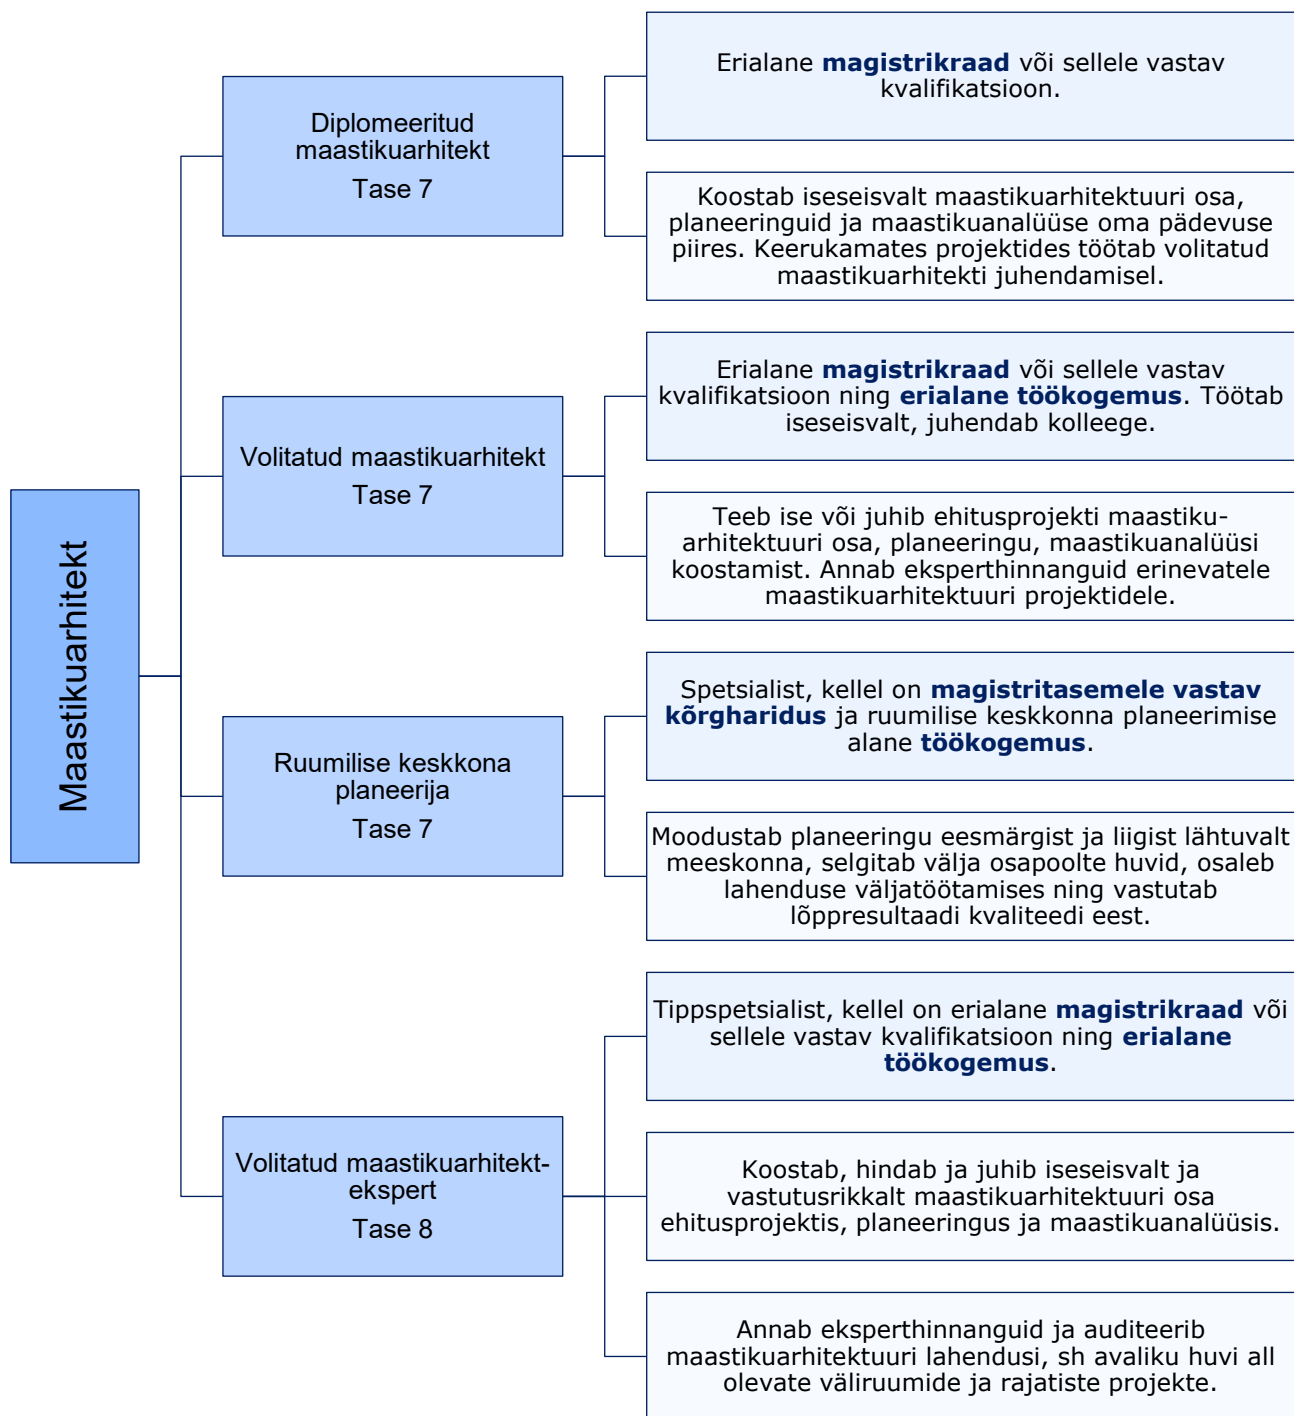 Maastikuarhitekt
Diplomeeritud
maastikuarhitekt
Tase 7
Erialane magistrikraad või sellele vastav
kvalifikatsioon.
Koostab iseseisvalt maastikuarhitektuuri osa,
planeeringuid ja maastikuanalüüse oma pädevuse
piires. Keerukamates projektides töötab volitatud
maastikuarhitekti juhendamisel.
Volitatud maastikuarhitekt
Tase 7
Erialane magistrikraad või sellele vastav
kvalifikatsioon ning erialane töökogemus. Töötab
iseseisvalt, juhendab kolleege.
Teeb ise või juhib ehitusprojekti maastiku-
arhitektuuri osa, planeeringu, maastikuanalüüsi
koostamist. Annab eksperthinnanguid erinevatele
maastikuarhitektuuri projektidele.
Ruumilise keskkona
planeerija
Tase 7
Spetsialist, kellel on magistritasemele vastav
kõrgharidus ja ruumilise keskkonna planeerimise
alane töökogemus.
Moodustab planeeringu eesmärgist ja liigist lähtuvalt
meeskonna, selgitab välja osapoolte huvid, osaleb
lahenduse väljatöötamises ning vastutab
lõppresultaadi kvaliteedi eest.
Volitatud maastikuarhitekt-
ekspert
Tase 8
Tippspetsialist, kellel on erialane magistrikraad või
sellele vastav kvalifikatsioon ning erialane
töökogemus.
Koostab, hindab ja juhib iseseisvalt ja
vastutusrikkalt maastikuarhitektuuri osa
ehitusprojektis, planeeringus ja maastikuanalüüsis.
Annab eksperthinnanguid ja auditeerib
maastikuarhitektuuri lahendusi, sh avaliku huvi all
olevate väliruumide ja rajatiste projekte.